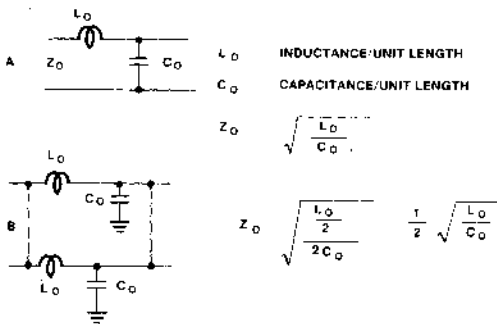 L₀
A Z₀ C₀
L₀ INDUCTANCE/UNIT LENGTH
C₀ CAPACITANCE/UNIT LENGTH
Z₀ √(L₀/C₀)
L₀
C₀
B
L₀ C₀
Z₀ √((L₀/2)/(2C₀)) 1/2 √(L₀/C₀)